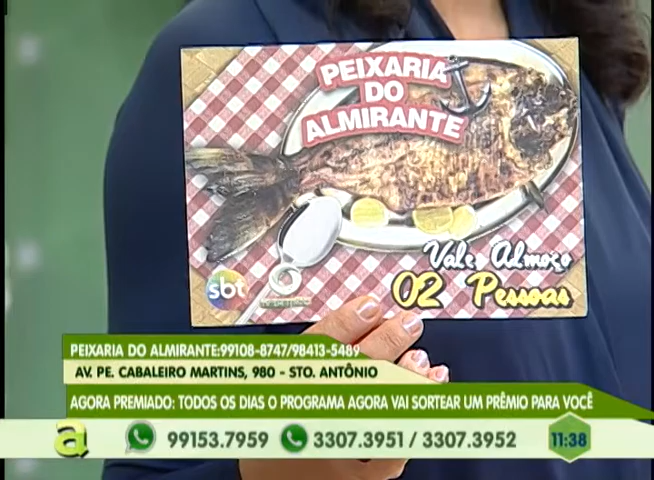 PEIXARIA
DO
ALMIRANTE
Vale Almoço
02 Pessoas
sbt
PEIXARIA DO ALMIRANTE:99108-8747/98413-5489
AV. PE. CABALEIRO MARTINS, 980 - STO. ANTÔNIO
AGORA PREMIADO: TODOS OS DIAS O PROGRAMA AGORA VAI SORTEAR UM PRÊMIO PARA VOCÊ
a 99153.7959 3307.3951 / 3307.3952 11:38